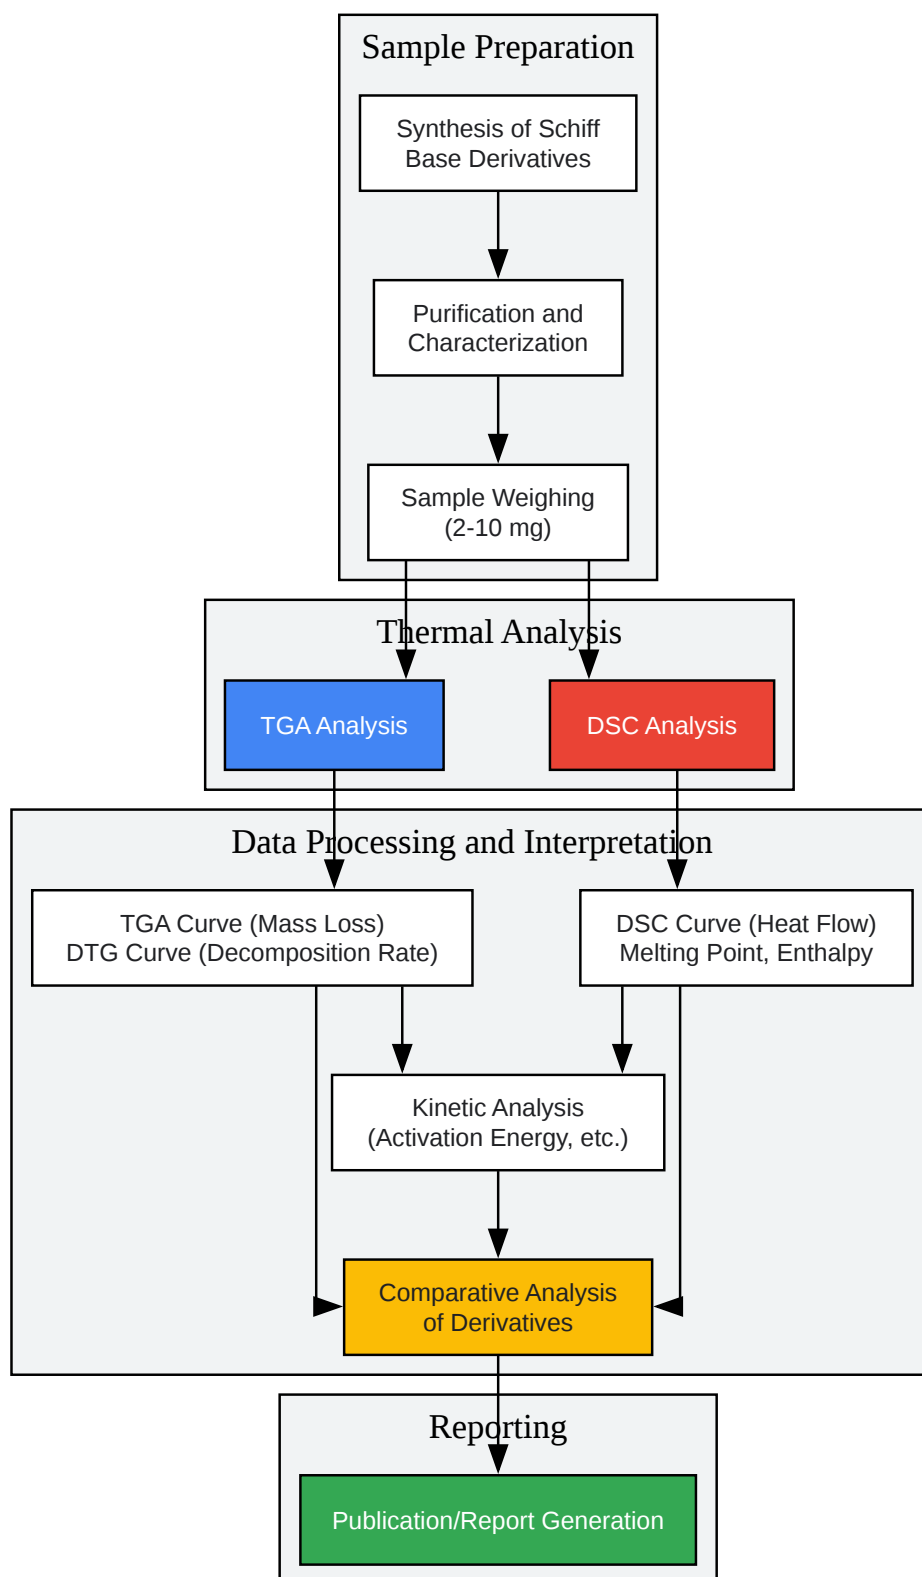 Sample Preparation
Synthesis of Schiff
Base Derivatives
Purification and
Characterization
Sample Weighing
(2-10 mg)
Thermal Analysis
TGA Analysis
DSC Analysis
Data Processing and Interpretation
TGA Curve (Mass Loss)
DTG Curve (Decomposition Rate)
DSC Curve (Heat Flow)
Melting Point, Enthalpy
Kinetic Analysis
(Activation Energy, etc.)
Comparative Analysis
of Derivatives
Reporting
Publication/Report Generation